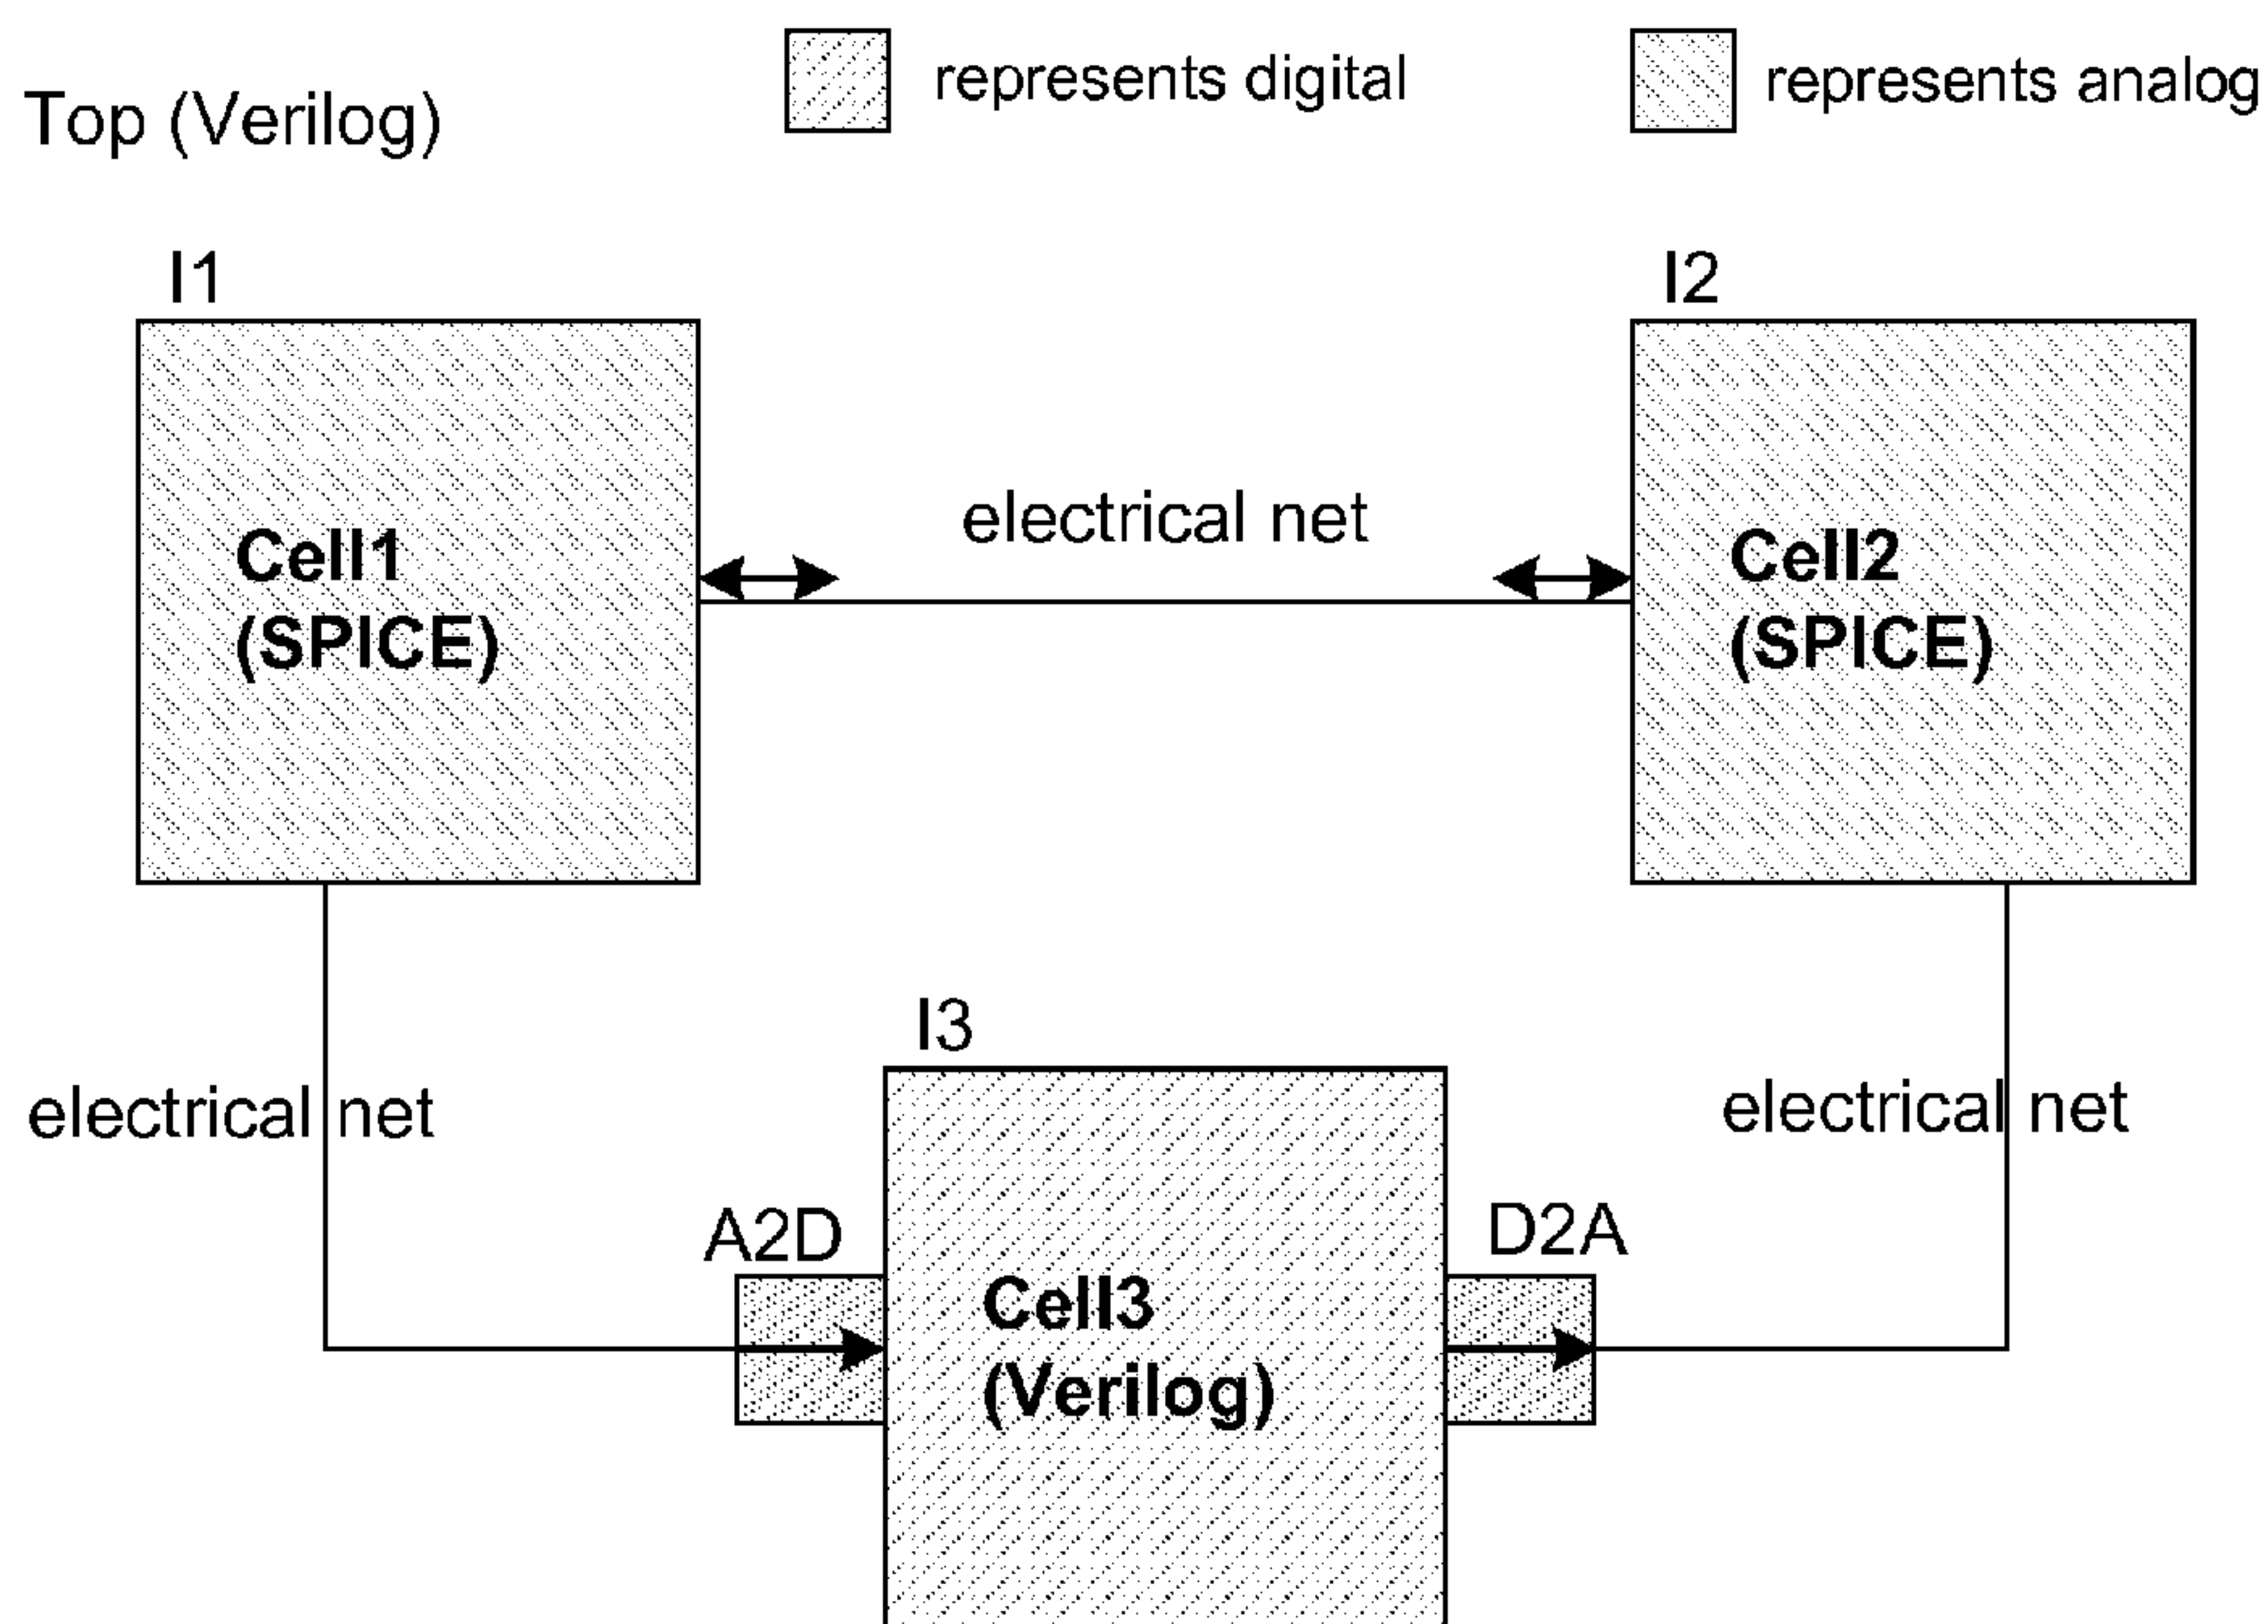 represents digital
represents analog
Top (Verilog)
I1
I2
electrical net
Cell1
(SPICE)
Cell2
(SPICE)
I3
electrical net
electrical net
A2D
D2A
Cell3
(Verilog)